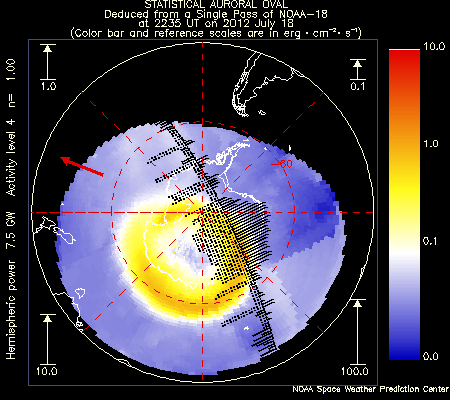 STATISTICAL AURORAL OVAL
Deduced from a Single Pass of NOAA-18
at 2235 UT on 2012 July 18
(Color bar and reference scales are in erg · cm⁻² · s⁻¹)
Hemispheric power 7.5 GW Activity level 4 n= 1.00
1.0
0.1
10.0
100.0
-60
10.0
1.0
0.1
0.0
NOAA Space Weather Prediction Center